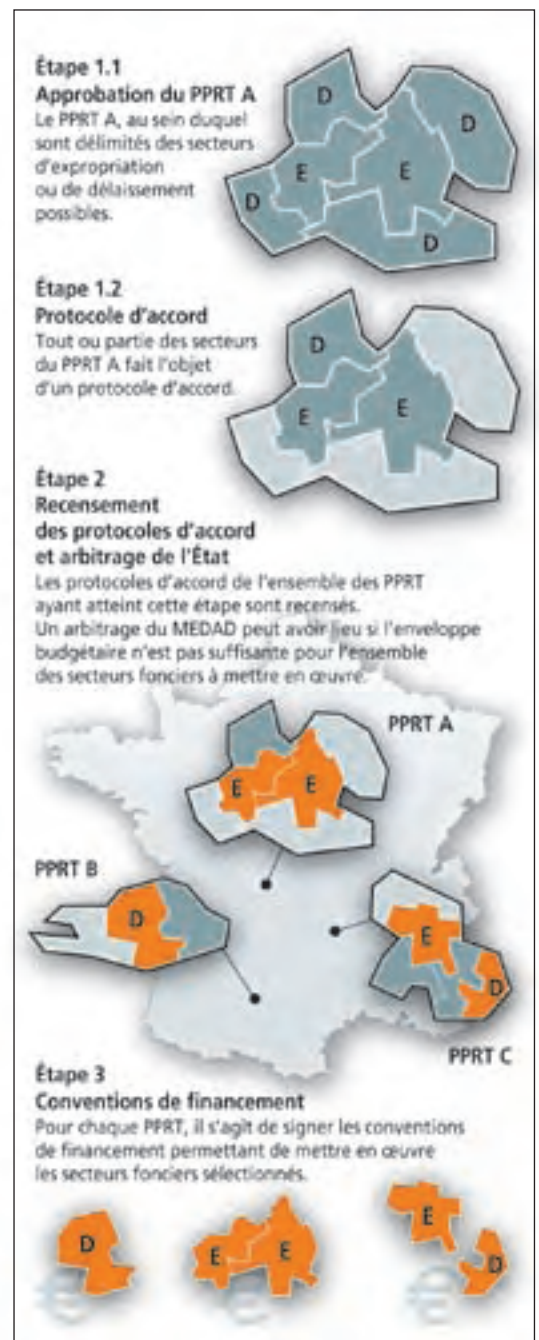 Étape 1.1
Approbation du PPRT A
Le PPRT A, au sein duquel
sont délimités des secteurs
d'expropriation
ou de délaissement
possibles.
D
D
E
E
D
D
Étape 1.2
Protocole d'accord
Tout ou partie des secteurs
du PPRT A fait l'objet
d'un protocole d'accord.
D
E
E
Étape 2
Recensement
des protocoles d'accord
et arbitrage de l'État
Les protocoles d'accord de l'ensemble des PPRT
ayant atteint cette étape sont recensés.
Un arbitrage du MEDAD peut avoir lieu si l'enveloppe
budgétaire n'est pas suffisante pour l'ensemble
des secteurs fonciers à mettre en œuvre.
PPRT A
E
E
PPRT B
D
E
D
PPRT C
Étape 3
Conventions de financement
Pour chaque PPRT, il s'agit de signer les conventions
de financement permettant de mettre en œuvre
les secteurs fonciers sélectionnés.
D
E
E
E
D
€
€
€